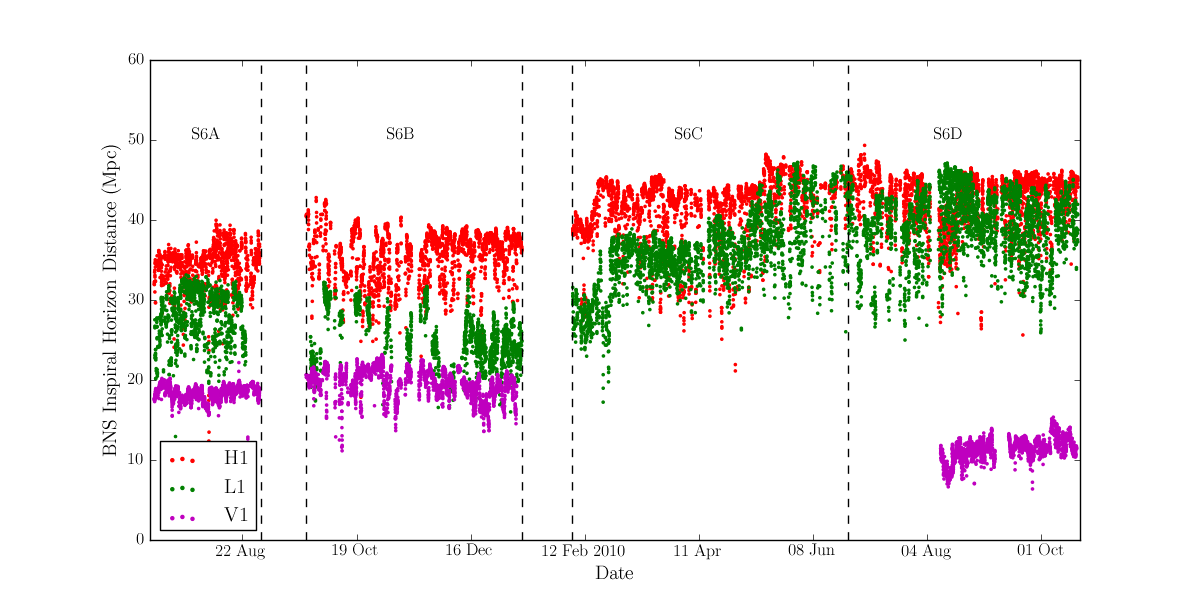 60
50
40
30
20
10
0
BNS Inspiral Horizon Distance (Mpc)
S6A
S6B
S6C
S6D
H1
L1
V1
22 Aug
19 Oct
16 Dec
12 Feb 2010
11 Apr
08 Jun
04 Aug
01 Oct
Date